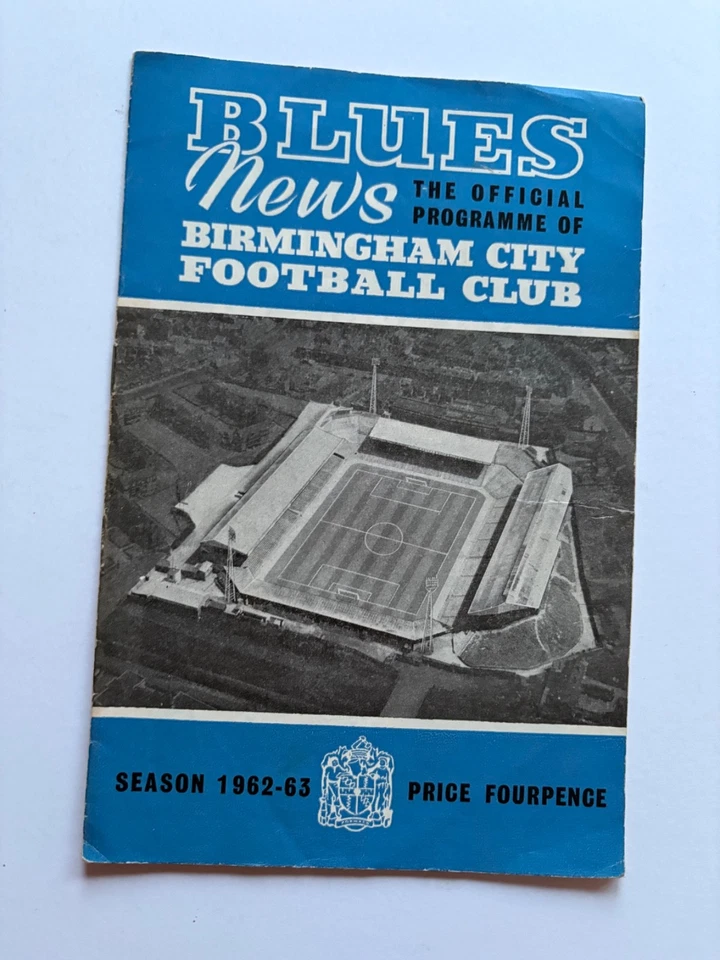 BLUES
News
THE OFFICIAL
PROGRAMME OF
BIRMINGHAM CITY
FOOTBALL CLUB
SEASON 1962-63
PRICE FOURPENCE